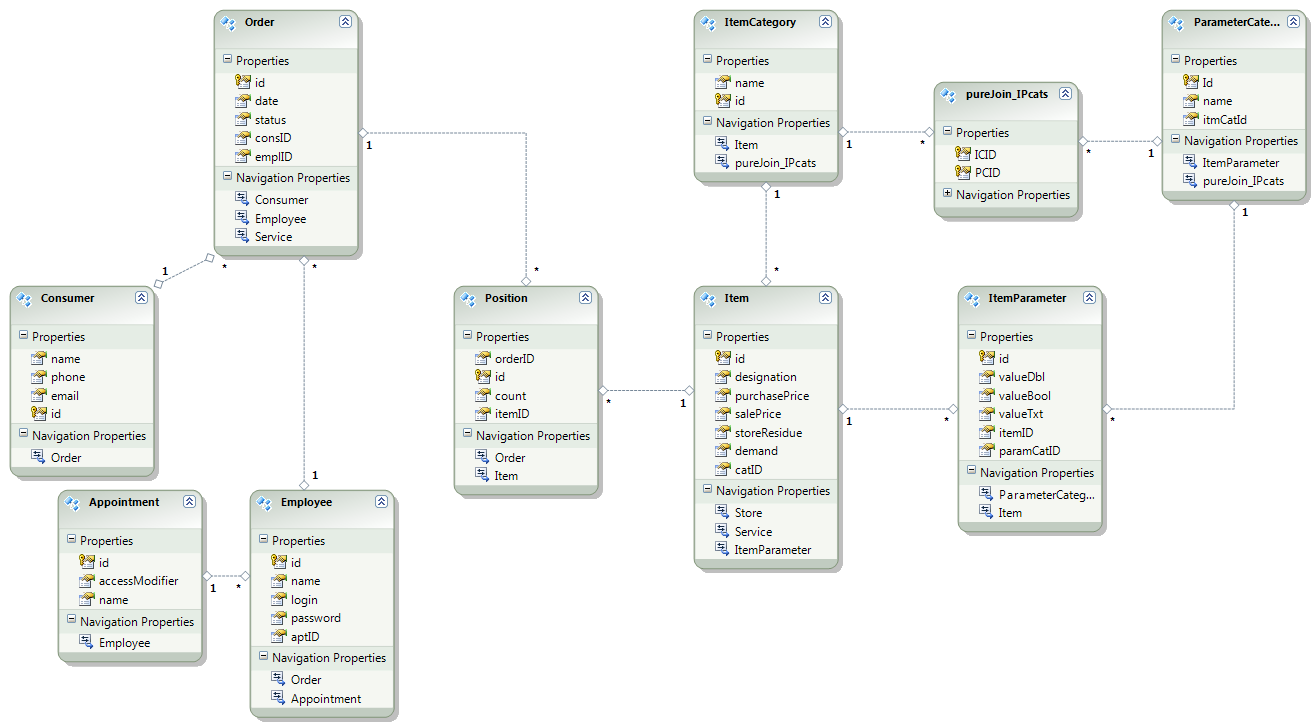 Order
Properties
id
date
status
consID
emplID
Navigation Properties
Consumer
Employee
Service
1
*
1
*
Consumer
Properties
name
phone
email
id
Navigation Properties
Order
Appointment
Properties
id
accessModifier
name
Navigation Properties
Employee
1
*
1
Employee
Properties
id
name
login
password
aptID
Navigation Properties
Order
Appointment
*
*
Position
Properties
orderID
id
count
itemID
Navigation Properties
Order
Item
*
1
ItemCategory
Properties
name
id
Navigation Properties
Item
pureJoin_IPcats
1
*
1
*
Item
Properties
id
designation
purchasePrice
salePrice
storeResidue
demand
catID
Navigation Properties
Store
Service
ItemParameter
1
*
pureJoin_IPcats
Properties
ICID
PCID
Navigation Properties
*
1
ParameterCate...
Properties
Id
name
itmCatId
Navigation Properties
ItemParameter
pureJoin_IPcats
1
*
ItemParameter
Properties
id
valueDbl
valueBool
valueTxt
itemID
paramCatID
Navigation Properties
ParameterCateg...
Item